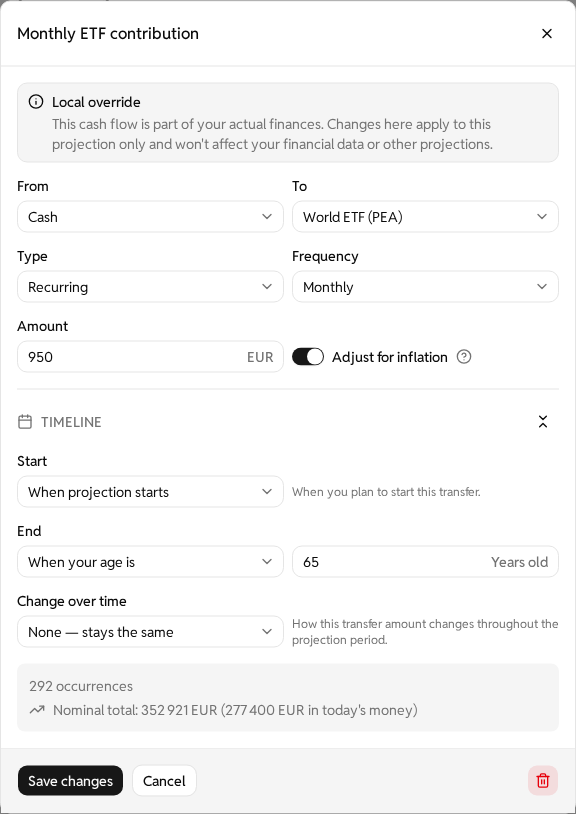 Monthly ETF contribution
Local override
This cash flow is part of your actual finances. Changes here apply to this
projection only and won't affect your financial data or other projections.
From
To
Cash
World ETF (PEA)
Type
Frequency
Recurring
Monthly
Amount
950 EUR
Adjust for inflation
TIMELINE
Start
When projection starts
When you plan to start this transfer.
End
When your age is
65 Years old
Change over time
None — stays the same
How this transfer amount changes throughout the
projection period.
292 occurrences
Nominal total: 352 921 EUR (277 400 EUR in today's money)
Save changes
Cancel